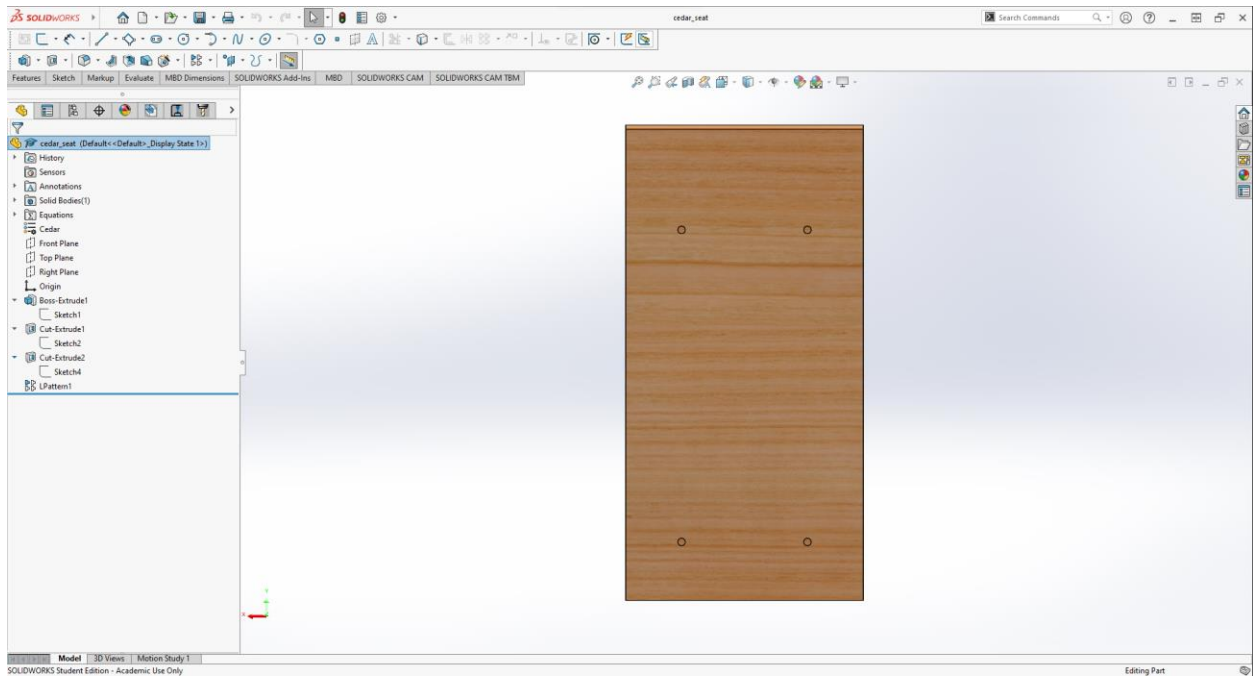 SOLIDWORKS
cedar_seat
Search Commands
Features Sketch Markup Evaluate MBD Dimensions SOLIDWORKS Add-Ins MBD SOLIDWORKS CAM SOLIDWORKS CAM TBM
cedar_seat (Default<<Default>_Display State 1>)
History
Sensors
Annotations
Solid Bodies(1)
Equations
Cedar
Front Plane
Top Plane
Right Plane
Origin
Boss-Extrude1
Sketch1
Cut-Extrude1
Sketch2
Cut-Extrude2
Sketch4
LPattern1
Model 3D Views Motion Study 1
SOLIDWORKS Student Edition - Academic Use Only
Editing Part